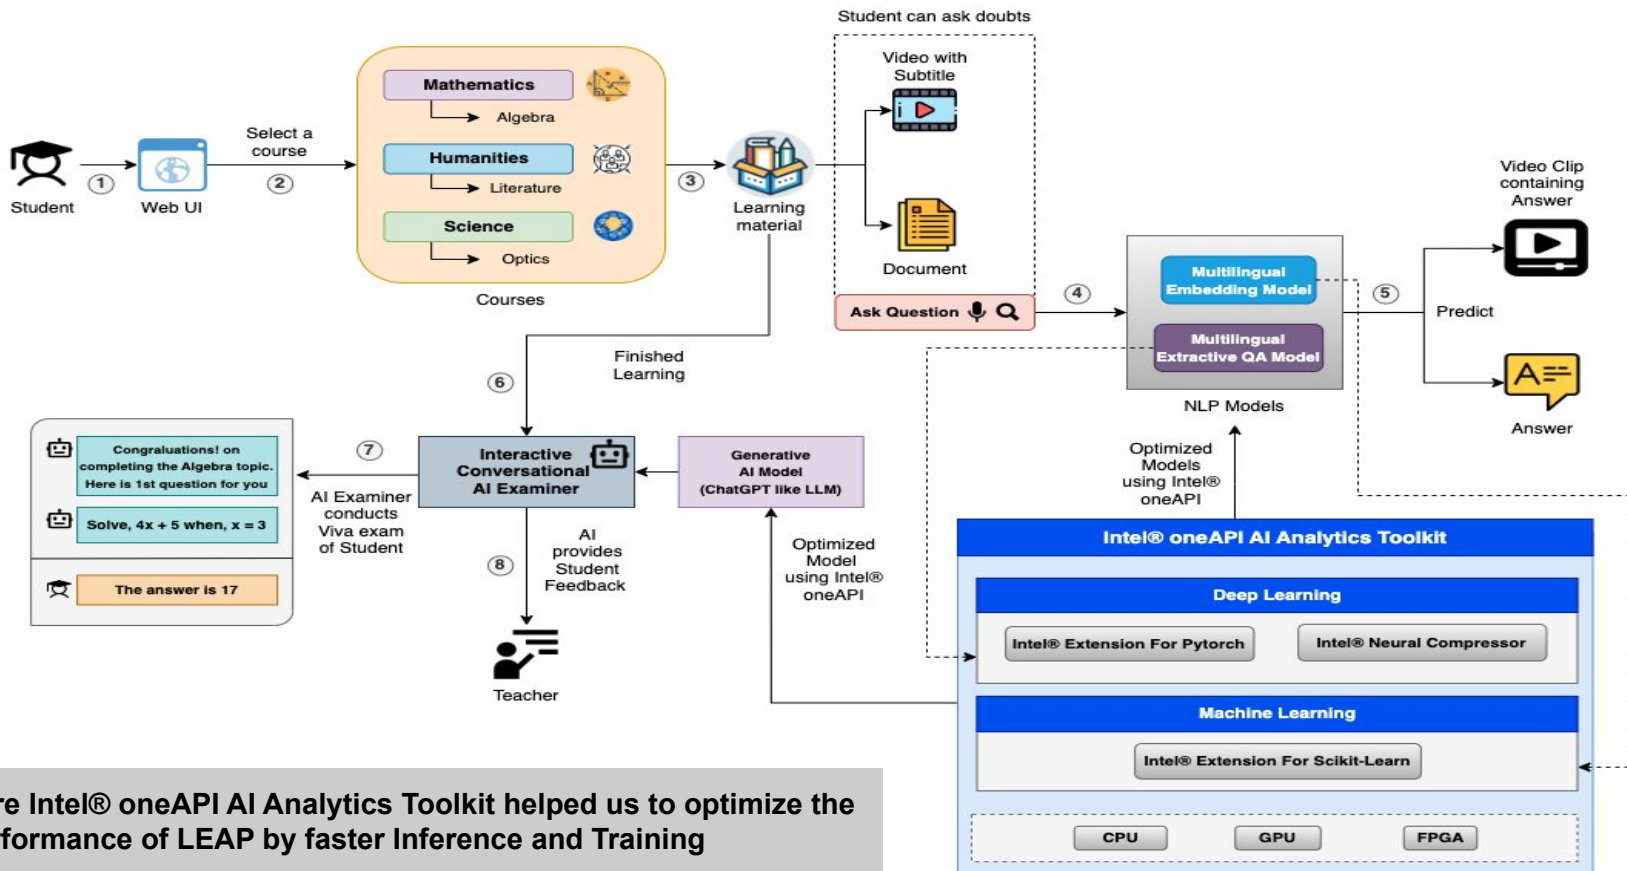 Student can ask doubts
Video with
Subtitle
Document
Ask Question
Student
1
Web UI
Select a
course
2
Mathematics
Algebra
Humanities
Literature
Science
Optics
Courses
3
Learning
material
4
Multilingual
Embedding Model
Multilingual
Extractive QA Model
NLP Models
5
Predict
Video Clip
containing
Answer
A
Answer
Finished
Learning
6
Interactive
Conversational
AI Examiner
Generative
AI Model
(ChatGPT like LLM)
7
AI Examiner
conducts
Viva exam
of Student
Congraluations! on
completing the Algebra topic.
Here is 1st question for you
Solve, 4x + 5 when, x = 3
The answer is 17
8
AI
provides
Student
Feedback
Teacher
Optimized
Model
using Intel®
oneAPI
Optimized
Models
using Intel®
oneAPI
Intel® oneAPI AI Analytics Toolkit
Deep Learning
Intel® Extension For Pytorch
Intel® Neural Compressor
Machine Learning
Intel® Extension For Scikit-Learn
CPU
GPU
FPGA
re Intel® oneAPI AI Analytics Toolkit helped us to optimize the
formance of LEAP by faster Inference and Training